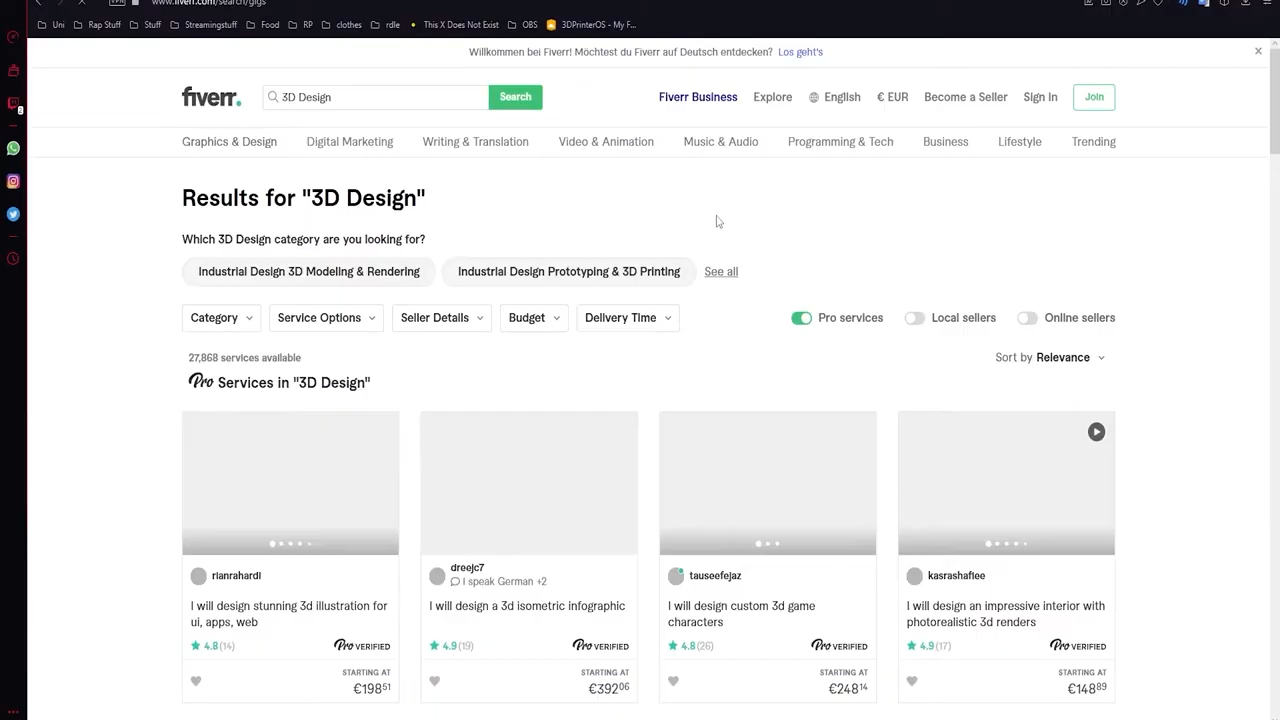 www.fiverr.com/search/gigs
VPN
Uni
Rap Stuff
Stuff
Streamingstuff
Food
RP
clothes
rdle
This X Does Not Exist
OBS
3DPrinterOS - My F...
Willkommen bei Fiverr! Möchtest du Fiverr auf Deutsch entdecken? Los geht's
fiverr.
3D Design
Search
Fiverr Business
Explore
English
€ EUR
Become a Seller
Sign In
Join
Graphics & Design
Digital Marketing
Writing & Translation
Video & Animation
Music & Audio
Programming & Tech
Business
Lifestyle
Trending
Results for "3D Design"
Which 3D Design category are you looking for?
Industrial Design 3D Modeling & Rendering
Industrial Design Prototyping & 3D Printing
See all
Category
Service Options
Seller Details
Budget
Delivery Time
Pro services
Local sellers
Online sellers
27,868 services available
Sort by Relevance
Pro Services in "3D Design"
rianrahardi
I will design stunning 3d illustration for
ui, apps, web
4.8 (14)
Pro VERIFIED
STARTING AT
€198 51
dreejc7
I speak German +2
I will design a 3d isometric infographic
4.9 (19)
Pro VERIFIED
STARTING AT
€392 06
tauseefejaz
I will design custom 3d game
characters
4.8 (26)
Pro VERIFIED
STARTING AT
€248 14
kasrashafiee
I will design an impressive interior with
photorealistic 3d renders
4.9 (17)
Pro VERIFIED
STARTING AT
€148 89
2